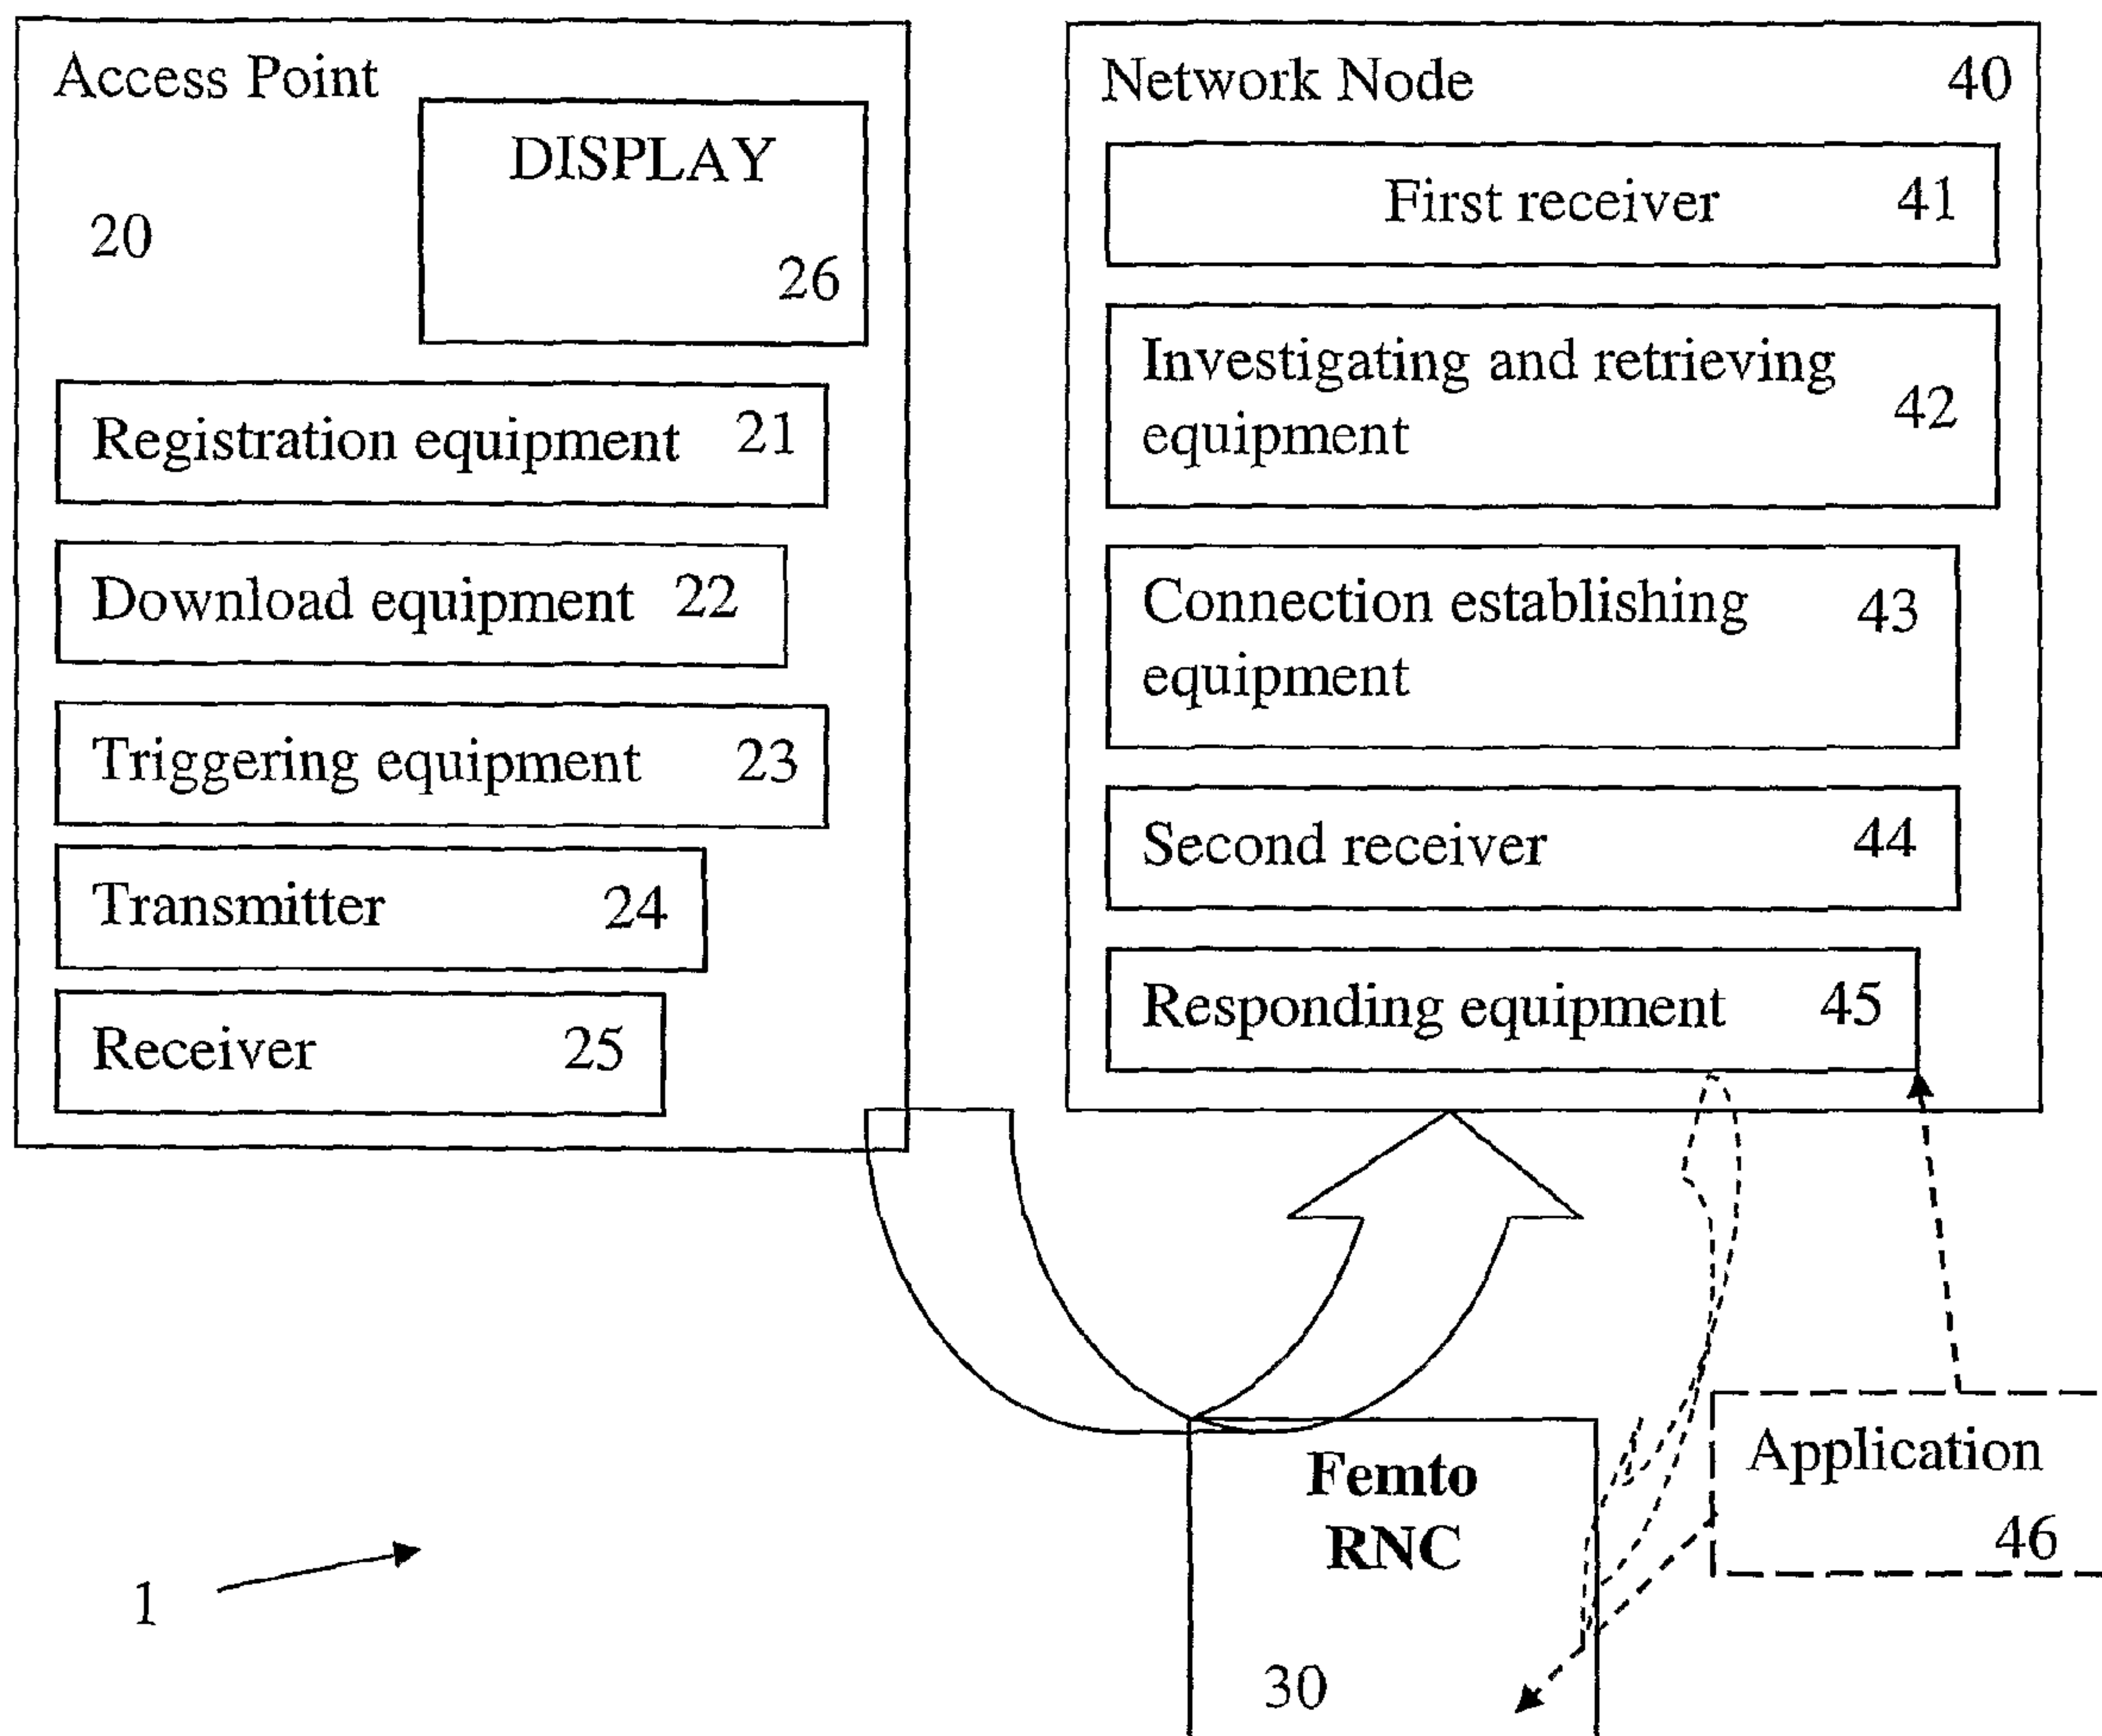 Access Point
20
DISPLAY
26
Registration equipment 21
Download equipment 22
Triggering equipment 23
Transmitter 24
Receiver 25
Network Node 40
First receiver 41
Investigating and retrieving
equipment 42
Connection establishing 43
equipment
Second receiver 44
Responding equipment 45
Femto
RNC
30
Application
46
1